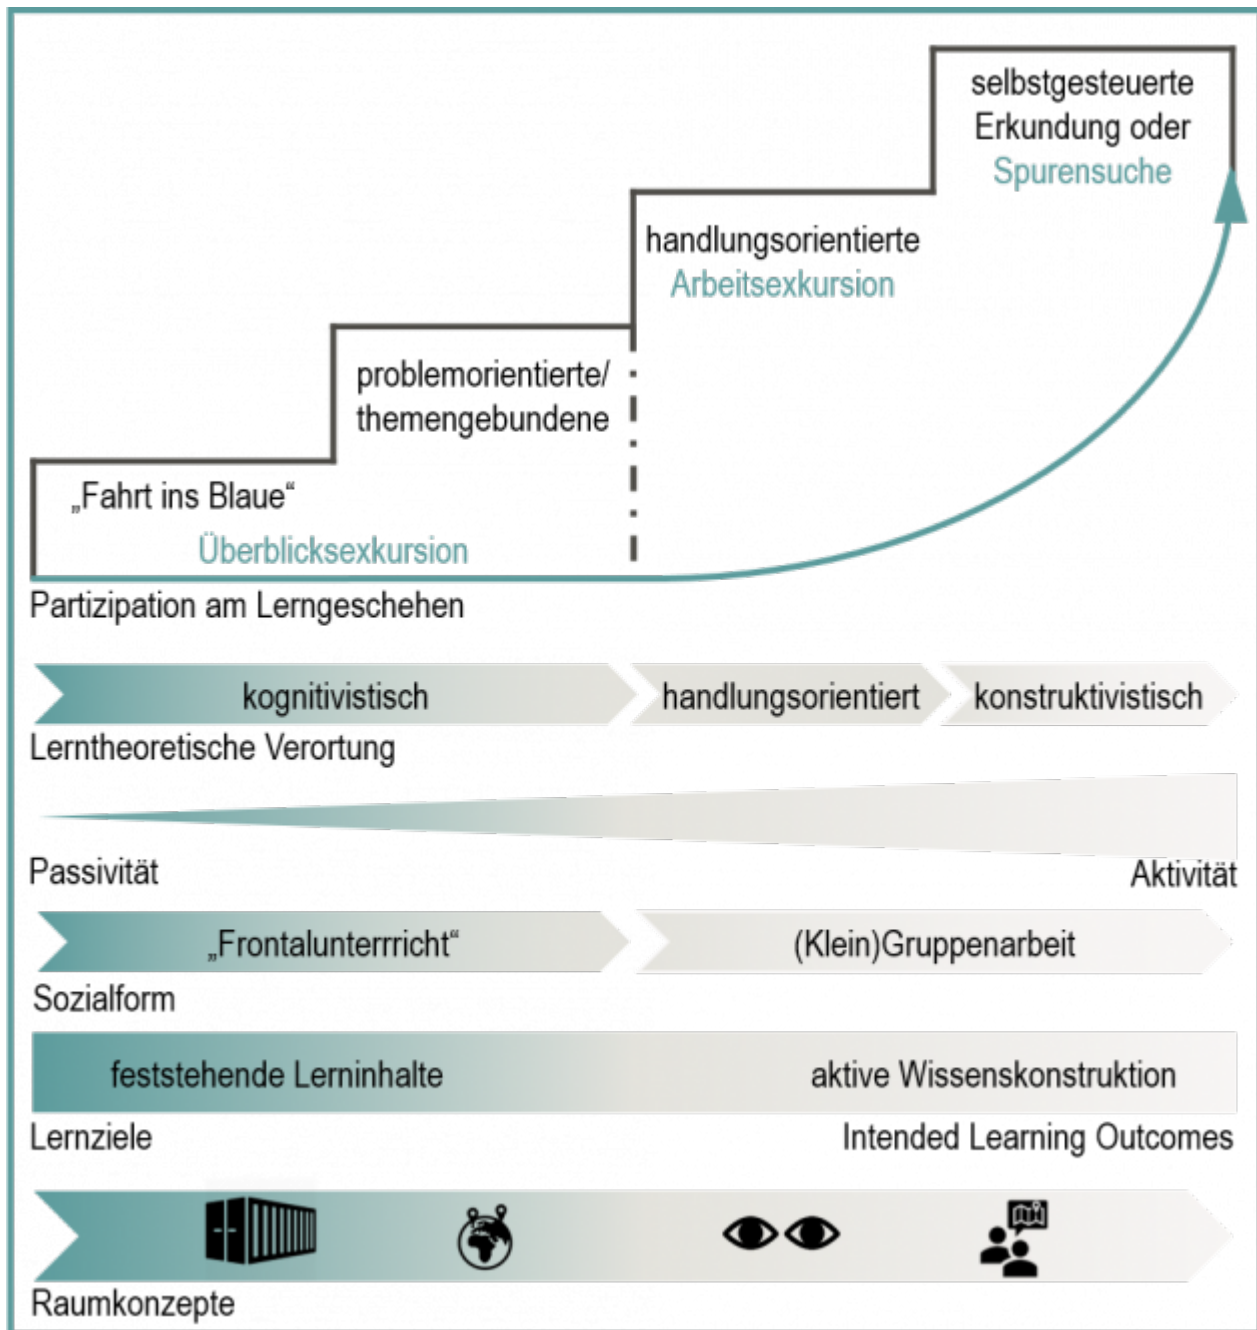 selbstgesteuerte
Erkundung oder
Spurensuche
handlungsorientierte
Arbeitsexkursion
problemorientierte/
themengebundene
„Fahrt ins Blaue“
Überblicksexkursion
Partizipation am Lerngeschehen
kognitivistisch
handlungsorientiert
konstruktivistisch
Lerntheoretische Verortung
Passivität
Aktivität
„Frontalunterrricht“
(Klein)Gruppenarbeit
Sozialform
feststehende Lerninhalte
aktive Wissenskonstruktion
Lernziele
Intended Learning Outcomes
Raumkonzepte